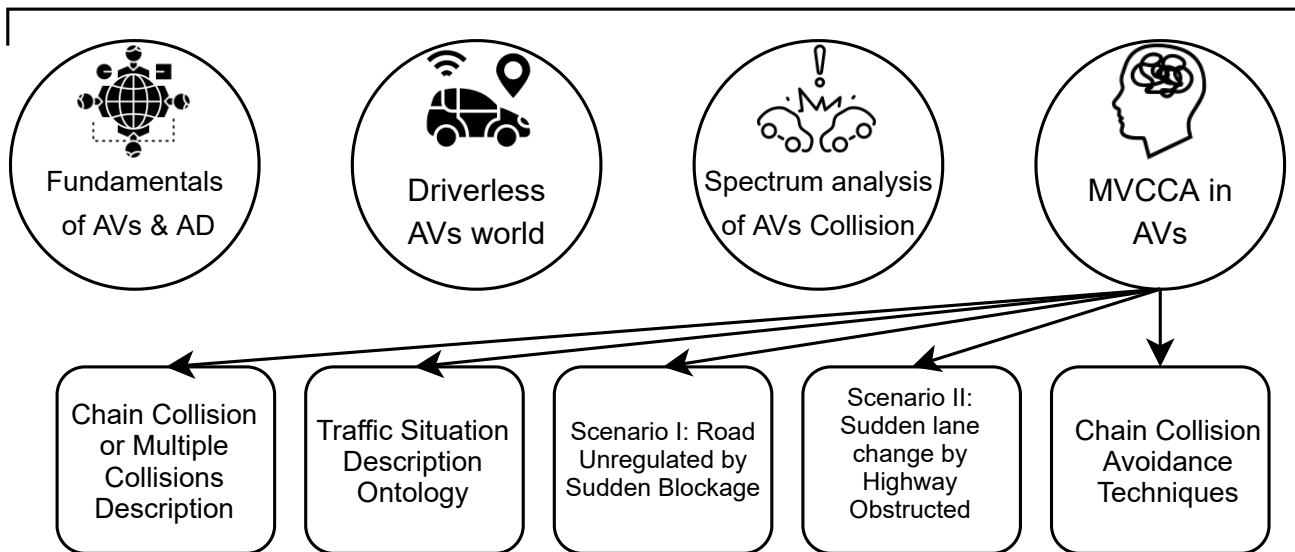 Fundamentals
of AVs & AD
Driverless
AVs world
Spectrum analysis
of AVs Collision
MVCCA in
AVs
Chain Collision
or Multiple
Collisions
Description
Traffic Situation
Description
Ontology
Scenario I: Road
Unregulated by
Sudden Blockage
Scenario II:
Sudden lane
change by
Highway
Obstructed
Chain Collision
Avoidance
Techniques